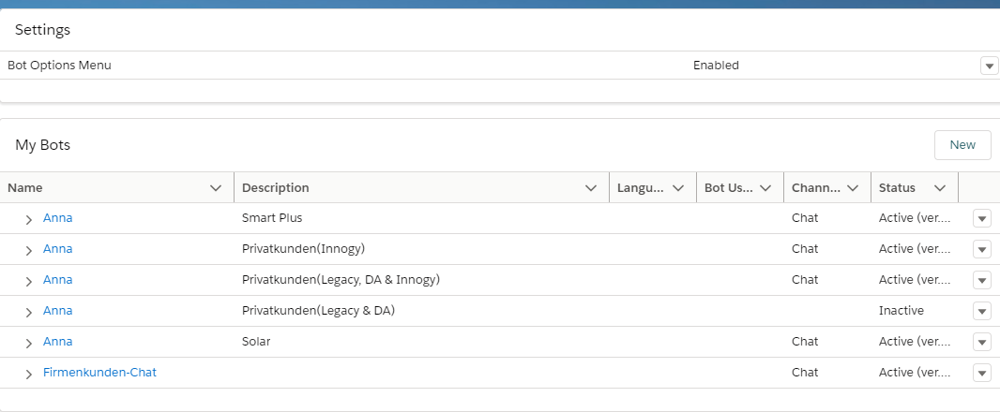 Settings
Bot Options Menu Enabled
My Bots New
Name Description Langu... Bot Us... Chann... Status
Anna Smart Plus Chat Active (ver....
Anna Privatkunden(Innogy) Chat Active (ver....
Anna Privatkunden(Legacy, DA & Innogy) Chat Active (ver....
Anna Privatkunden(Legacy & DA) Inactive
Anna Solar Chat Active (ver....
Firmenkunden-Chat Chat Active (ver....